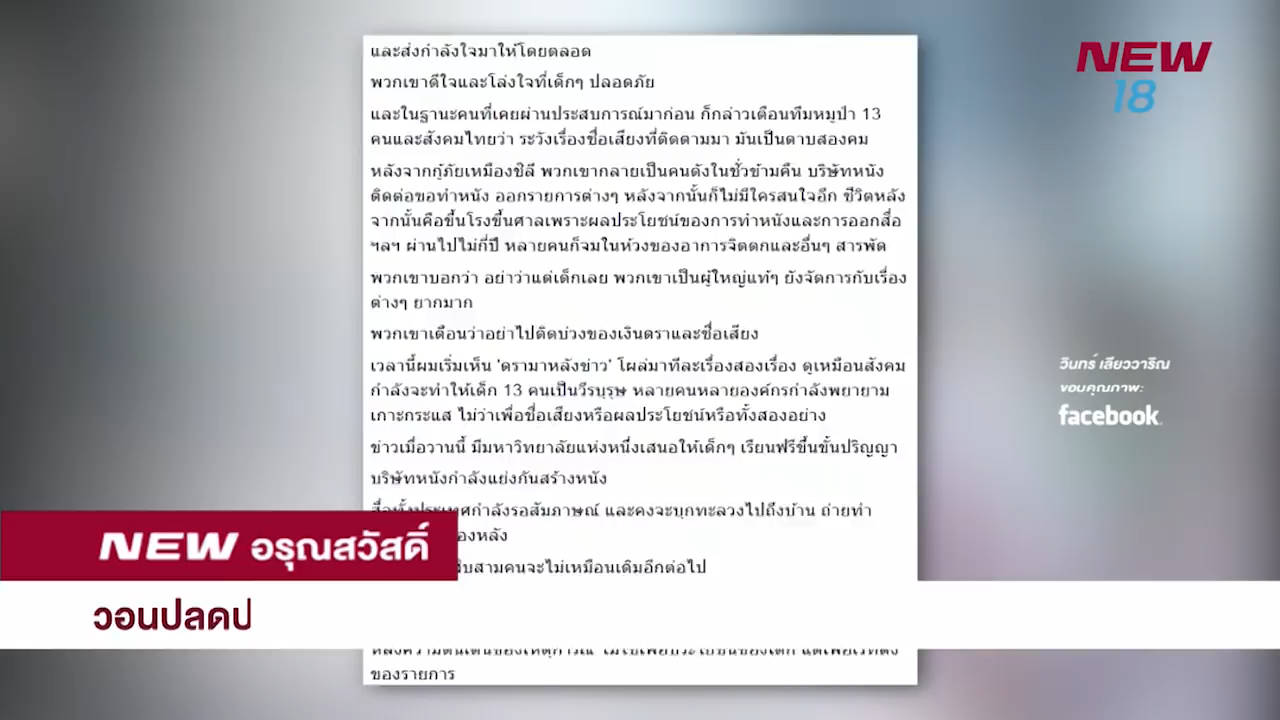 และส่งกำลังใจมาให้โดยตลอด
พวกเขาดีใจและโล่งใจที่เด็กๆ ปลอดภัย
และในฐานะคนที่เคยผ่านประสบการณ์มาก่อน ก็กล่าวเตือนทีมหมูป่า 13
คนและสังคมไทยว่า ระวังเรื่องชื่อเสียงที่ติดตามมา มันเป็นดาบสองคม
หลังจากกู้ภัยเหมืองชิลี พวกเขากลายเป็นคนดังในชั่วข้ามคืน บริษัทหนัง
ติดต่อขอทำหนัง ออกรายการต่างๆ หลังจากนั้นก็ไม่มีใครสนใจอีก ชีวิตหลัง
จากนั้นคือขึ้นโรงขึ้นศาลเพราะผลประโยชน์ของการทำหนังและการออกสื่อ
ฯลฯ ผ่านไปไม่กี่ปี หลายคนก็จมในห้วงของอาการจิตตกและอื่นๆ สารพัด
พวกเขาบอกว่า อย่าว่าแต่เด็กเลย พวกเขาเป็นผู้ใหญ่แท้ๆ ยังจัดการกับเรื่อง
ต่างๆ ยากมาก
พวกเขาเตือนว่าอย่าไปติดบ่วงของเงินตราและชื่อเสียง
เวลานี้ผมเริ่มเห็น 'ดรามาหลังข่าว' โผล่มาทีละเรื่องสองเรื่อง ดูเหมือนสังคม
กำลังจะทำให้เด็ก 13 คนเป็นวีรบุรุษ หลายคนหลายองค์กรกำลังพยายาม
เกาะกระแส ไม่ว่าเพื่อชื่อเสียงหรือผลประโยชน์หรือทั้งสองอย่าง
ข่าวเมื่อวานนี้ มีมหาวิทยาลัยแห่งหนึ่งเสนอให้เด็กๆ เรียนฟรีขึ้นขั้นปริญญา
บริษัทหนังกำลังแย่งกันสร้างหนัง
สื่อทั้งประเทศกำลังรอสัมภาษณ์ และคงจะบุกทะลวงไปถึงบ้าน ถ่ายทำ
องหลัง
สามคนจะไม่เหมือนเดิมอีกต่อไป
ของรายการ
NEW
18
วินทร์ เลียววาริณ
ขอบคุณภาพ:
facebook.
NEW อรุณสวัสดิ์
วอนปลดป